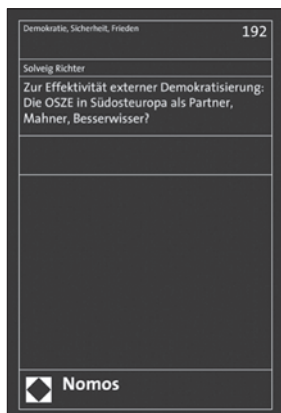 Demokratie, Sicherheit, Frieden
192
Solveig Richter
Zur Effektivität externer Demokratisierung:
Die OSZE in Südosteuropa als Partner,
Mahner, Besserwisser?
Nomos